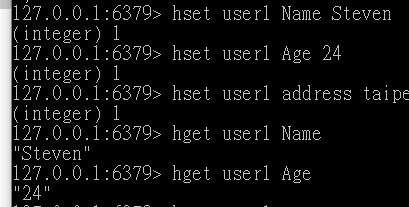 127.0.0.1:6379> hset user1 Name Steven
(integer) 1
127.0.0.1:6379> hset user1 Age 24
(integer) 1
127.0.0.1:6379> hset user1 address taipe
(integer) 1
127.0.0.1:6379> hget user1 Name
"Steven"
127.0.0.1:6379> hget user1 Age
"24"